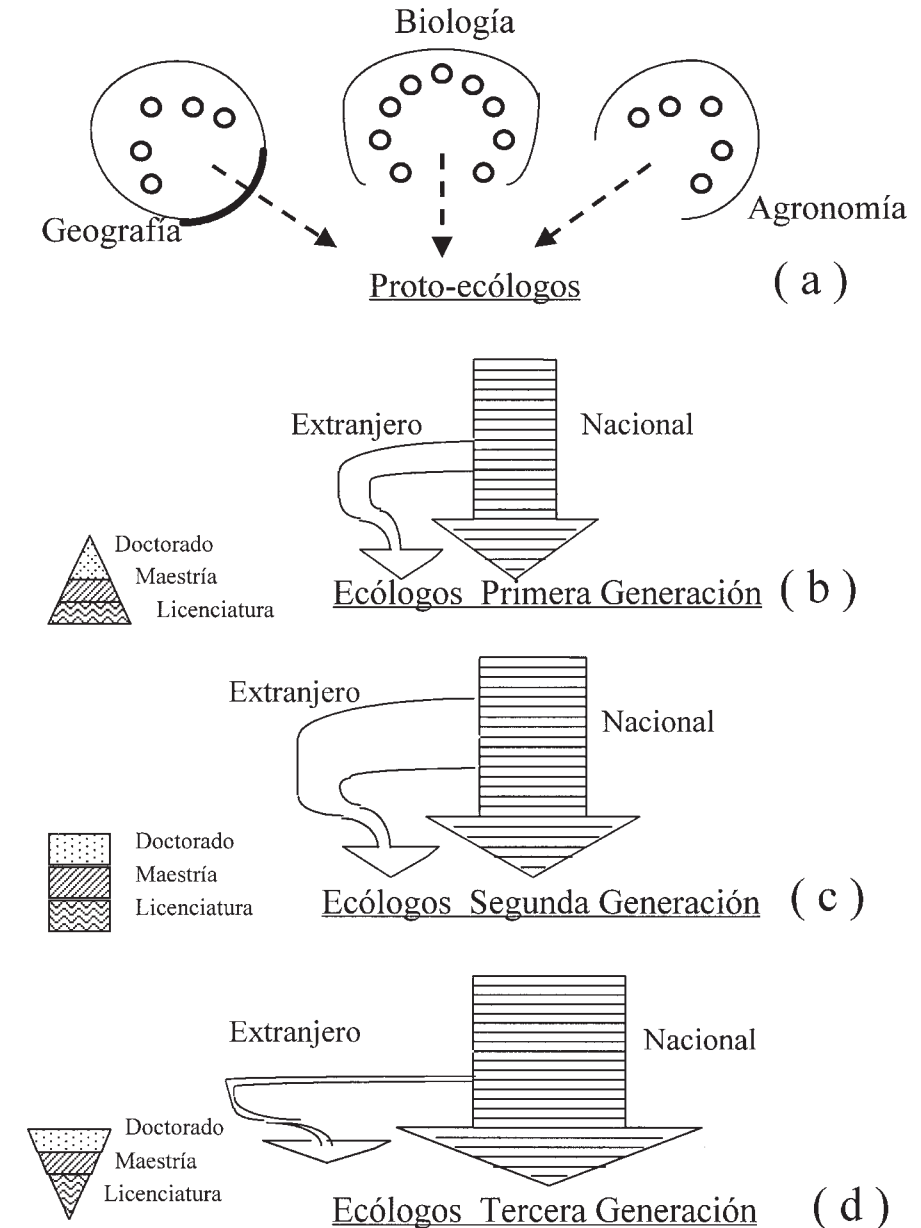 Biología
Geografía
Agronomía
Proto-ecólogos
( a )
Extranjero
Nacional
Doctorado
Maestría
Licenciatura
Ecólogos Primera Generación
( b )
Extranjero
Nacional
Doctorado
Maestría
Licenciatura
Ecólogos Segunda Generación
( c )
Extranjero
Nacional
Doctorado
Maestría
Licenciatura
Ecólogos Tercera Generación
( d )